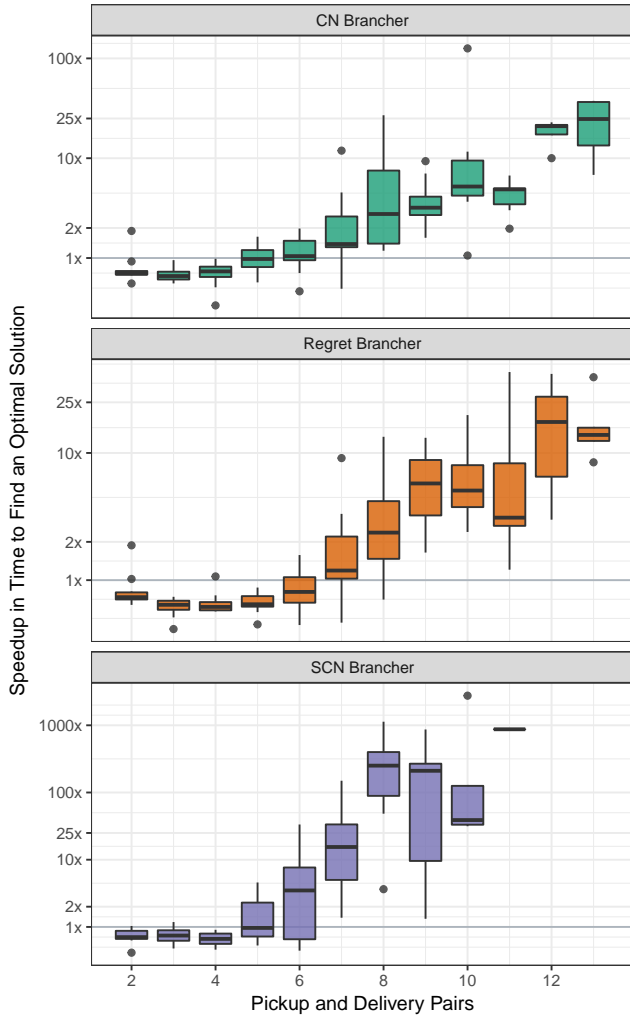 CN Brancher
100x
25x
10x
2x
1x
Regret Brancher
25x
10x
2x
1x
SCN Brancher
1000x
100x
25x
10x
2x
1x
2 4 6 8 10 12
Pickup and Delivery Pairs
Speedup in Time to Find an Optimal Solution